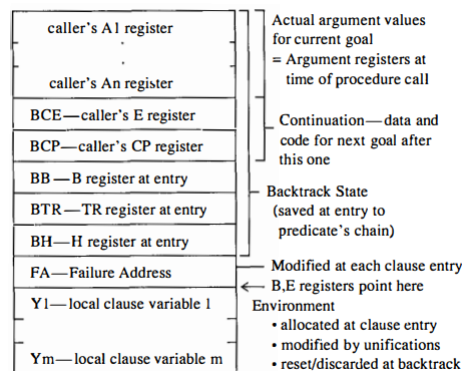 caller's A1 register
.
.
caller's An register
BCE—caller's E register
BCP—caller's CP register
BB—B register at entry
BTR—TR register at entry
BH—H register at entry
FA—Failure Address
Y1—local clause variable 1
Ym—local clause variable m
Actual argument values
for current goal
= Argument registers at
time of procedure call
Continuation—data and
code for next goal after
this one
Backtrack State
(saved at entry to
predicate's chain)
Modified at each clause entry
B,E registers point here
Environment
• allocated at clause entry
• modified by unifications
• reset/discarded at backtrack